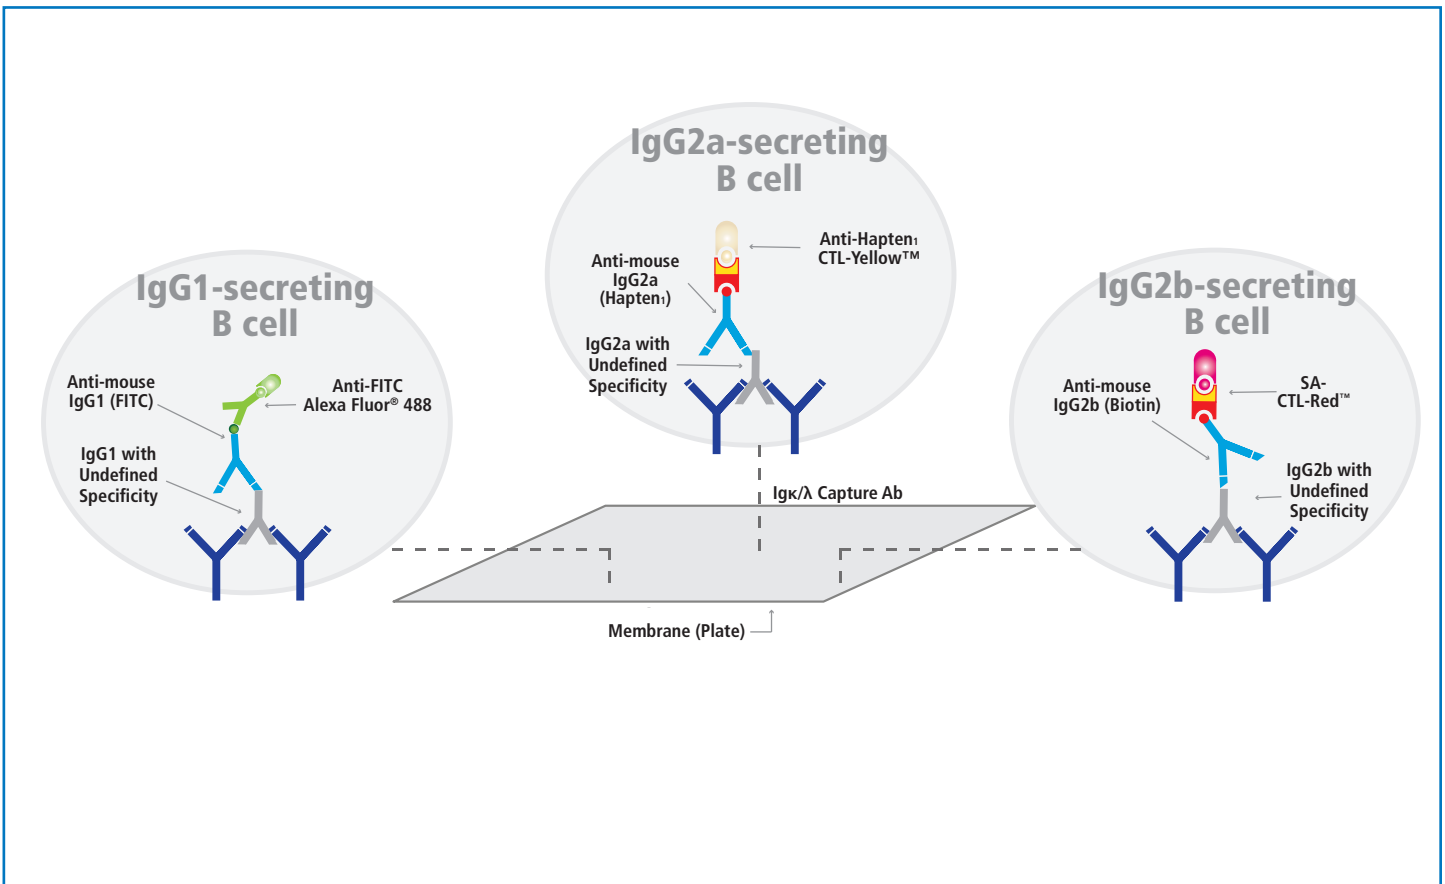 IgG2a-secreting
B cell
Anti-Hapten₁
CTL-Yellow™
Anti-mouse
IgG2a
(Hapten₁)
IgG2a with
Undefined
Specificity
IgG1-secreting
B cell
Anti-mouse
IgG1 (FITC)
Anti-FITC
Alexa Fluor® 488
IgG1 with
Undefined
Specificity
IgG2b-secreting
B cell
Anti-mouse
IgG2b (Biotin)
SA-
CTL-Red™
IgG2b with
Undefined
Specificity
Igκ/λ Capture Ab
Membrane (Plate)